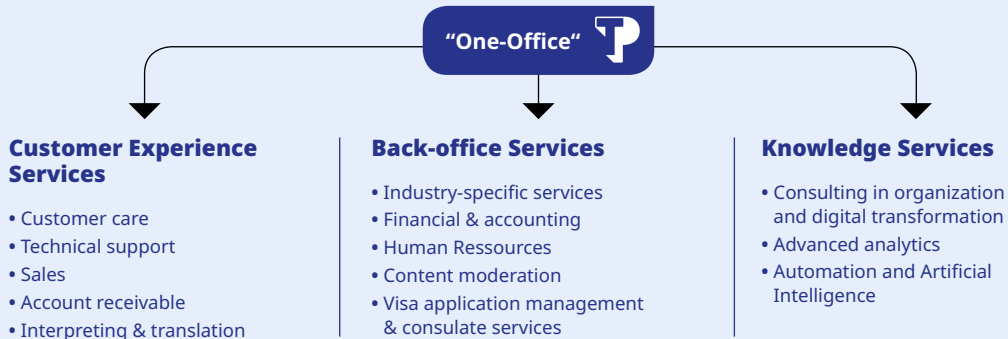 “One-Office“ TP
Customer Experience
Services
• Customer care
• Technical support
• Sales
• Account receivable
• Interpreting & translation
Back-office Services
• Industry-specific services
• Financial & accounting
• Human Ressources
• Content moderation
• Visa application management
& consulate services
Knowledge Services
• Consulting in organization
and digital transformation
• Advanced analytics
• Automation and Artificial
Intelligence